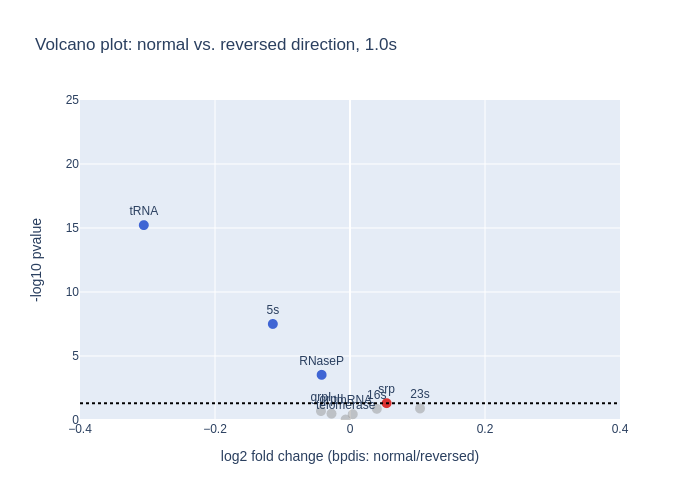 Volcano plot: normal vs. reversed direction, 1.0s
25
20
15
10
5
0
-log10 pvalue
tRNA
5s
RNaseP
srp
16s
23s
telomerase
−0.4
−0.2
0
0.2
0.4
log2 fold change (bpdis: normal/reversed)